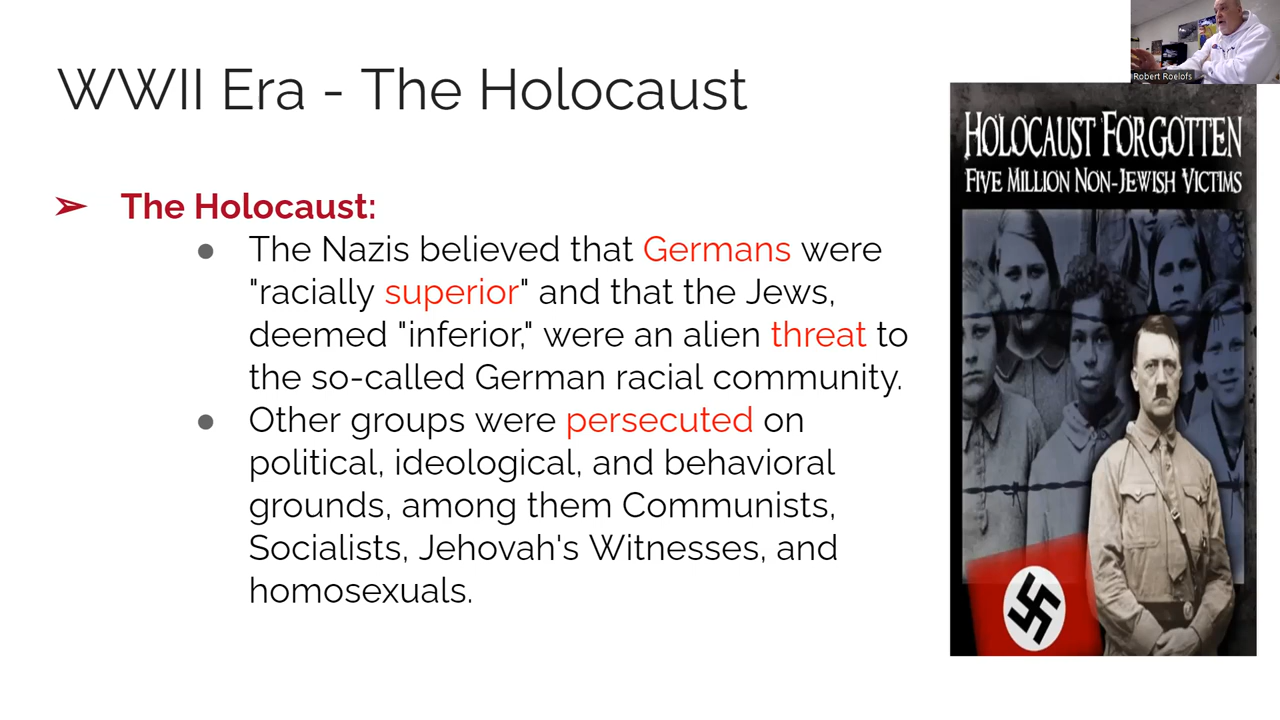 WWII Era - The Holocaust
➢ The Holocaust:
● The Nazis believed that Germans were
"racially superior" and that the Jews,
deemed "inferior," were an alien threat to
the so-called German racial community.
● Other groups were persecuted on
political, ideological, and behavioral
grounds, among them Communists,
Socialists, Jehovah's Witnesses, and
homosexuals.
Robert Roelofs
HOLOCAUST FORGOTTEN
FIVE MILLION NON-JEWISH VICTIMS